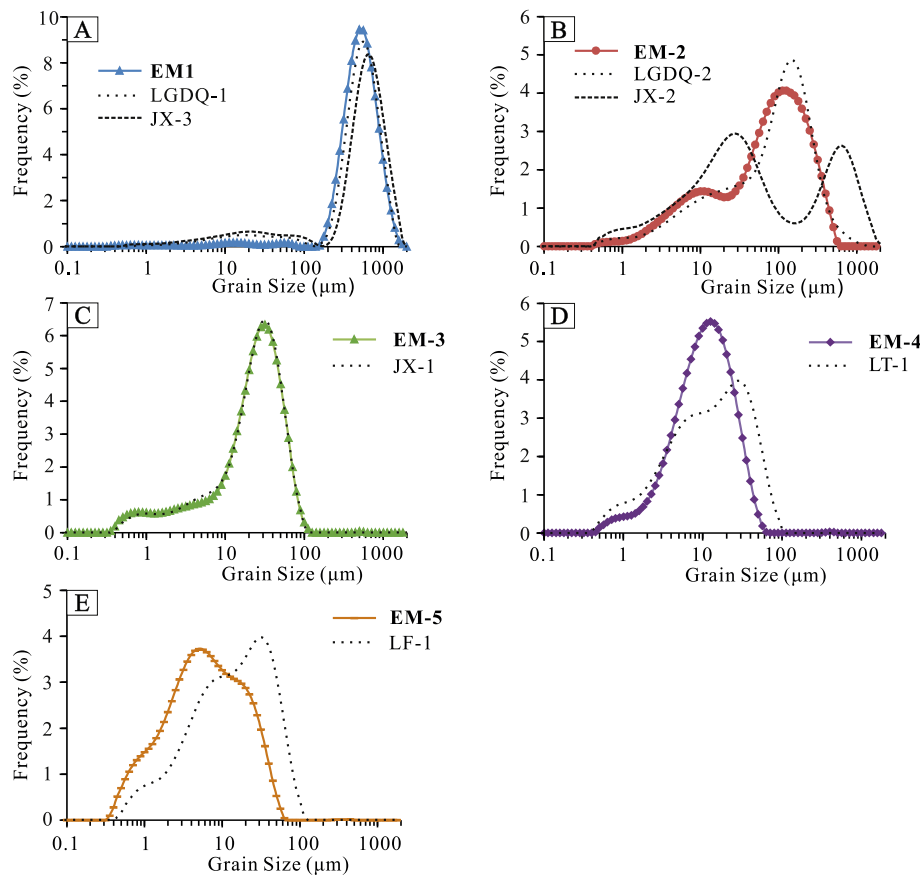 A
10
8
6
4
2
0
Frequency (%)
EM1
LGDQ-1
JX-3
0.1 1 10 100 1000
Grain Size (μm)
B
6
5
4
3
2
1
0
Frequency (%)
EM-2
LGDQ-2
JX-2
0.1 1 10 100 1000
Grain Size (μm)
C
7
6
5
4
3
2
1
0
Frequency (%)
EM-3
JX-1
0.1 1 10 100 1000
Grain Size (μm)
D
6
5
4
3
2
1
0
Frequency (%)
EM-4
LT-1
0.1 1 10 100 1000
Grain Size (μm)
E
5
4
3
2
1
0
Frequency (%)
EM-5
LF-1
0.1 1 10 100 1000
Grain Size (μm)